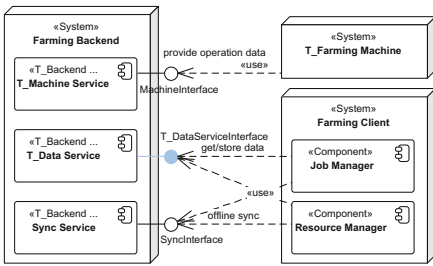 «System»
Farming Backend
«T_Backend ...
T_Machine Service
MachineInterface
provide operation data
«use»
«System»
T_Farming Machine
«T_Backend ...
T_Data Service
T_DataServiceInterface
get/store data
«System»
Farming Client
«Component»
Job Manager
«use»
«T_Backend ...
Sync Service
SyncInterface
offline sync
«Component»
Resource Manager